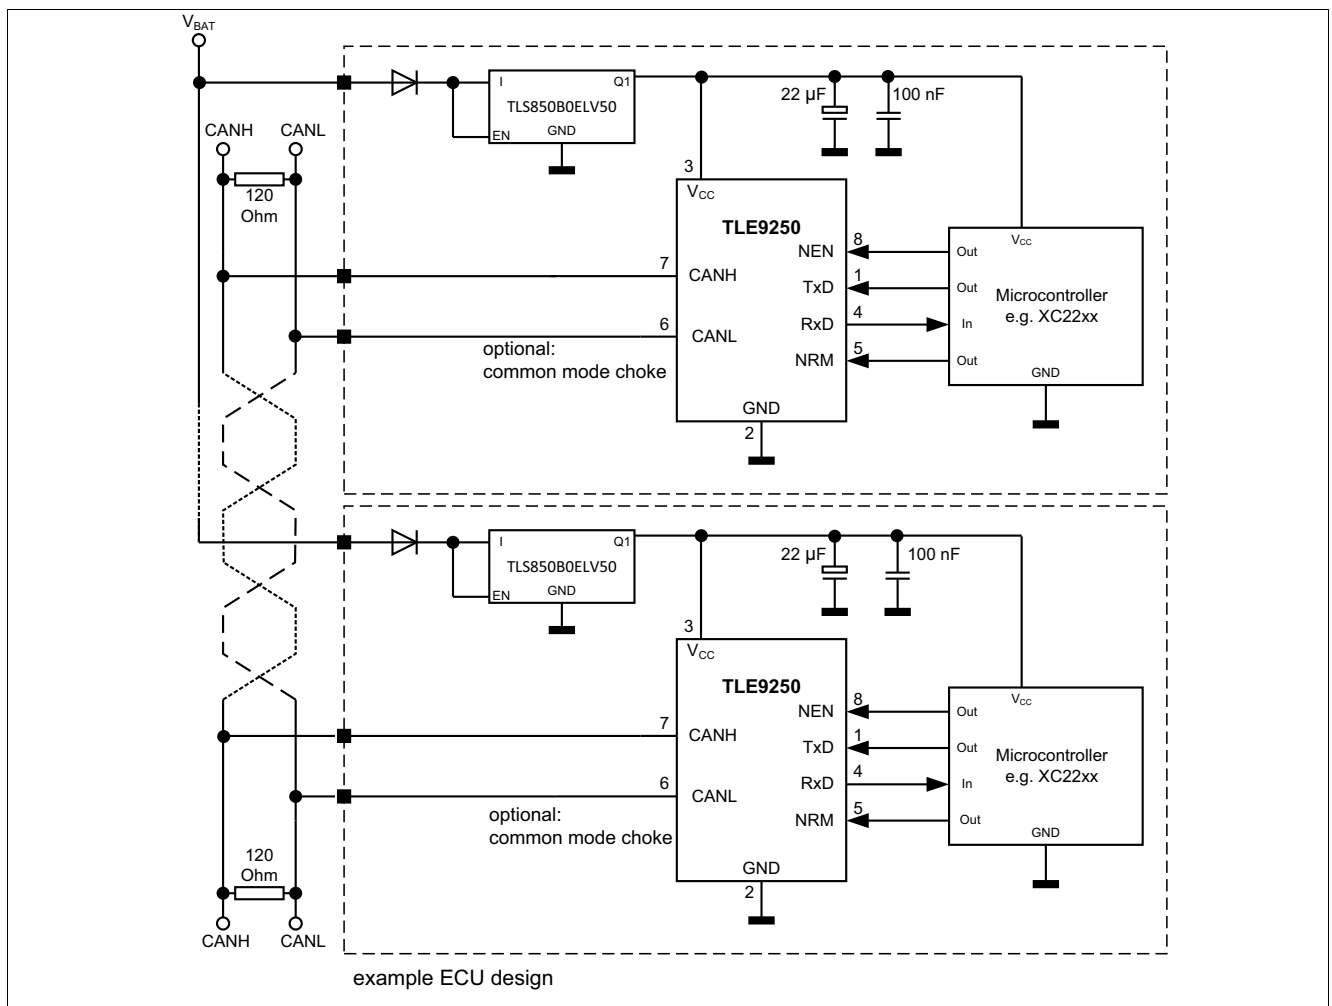 V_BAT
CANH
CANL
120
Ohm
I
Q1
TLS850B0ELV50
EN
GND
22 µF
100 nF
3
V_CC
TLE9250
7
CANH
6
CANL
optional:
common mode choke
NEN
8
TxD
1
RxD
4
NRM
5
GND
2
V_CC
Out
Out
In
Out
Microcontroller
e.g. XC22xx
GND
I
Q1
TLS850B0ELV50
EN
GND
22 µF
100 nF
3
V_CC
TLE9250
7
CANH
6
CANL
optional:
common mode choke
NEN
8
TxD
1
RxD
4
NRM
5
GND
2
V_CC
Out
Out
In
Out
Microcontroller
e.g. XC22xx
GND
120
Ohm
CANH
CANL
example ECU design